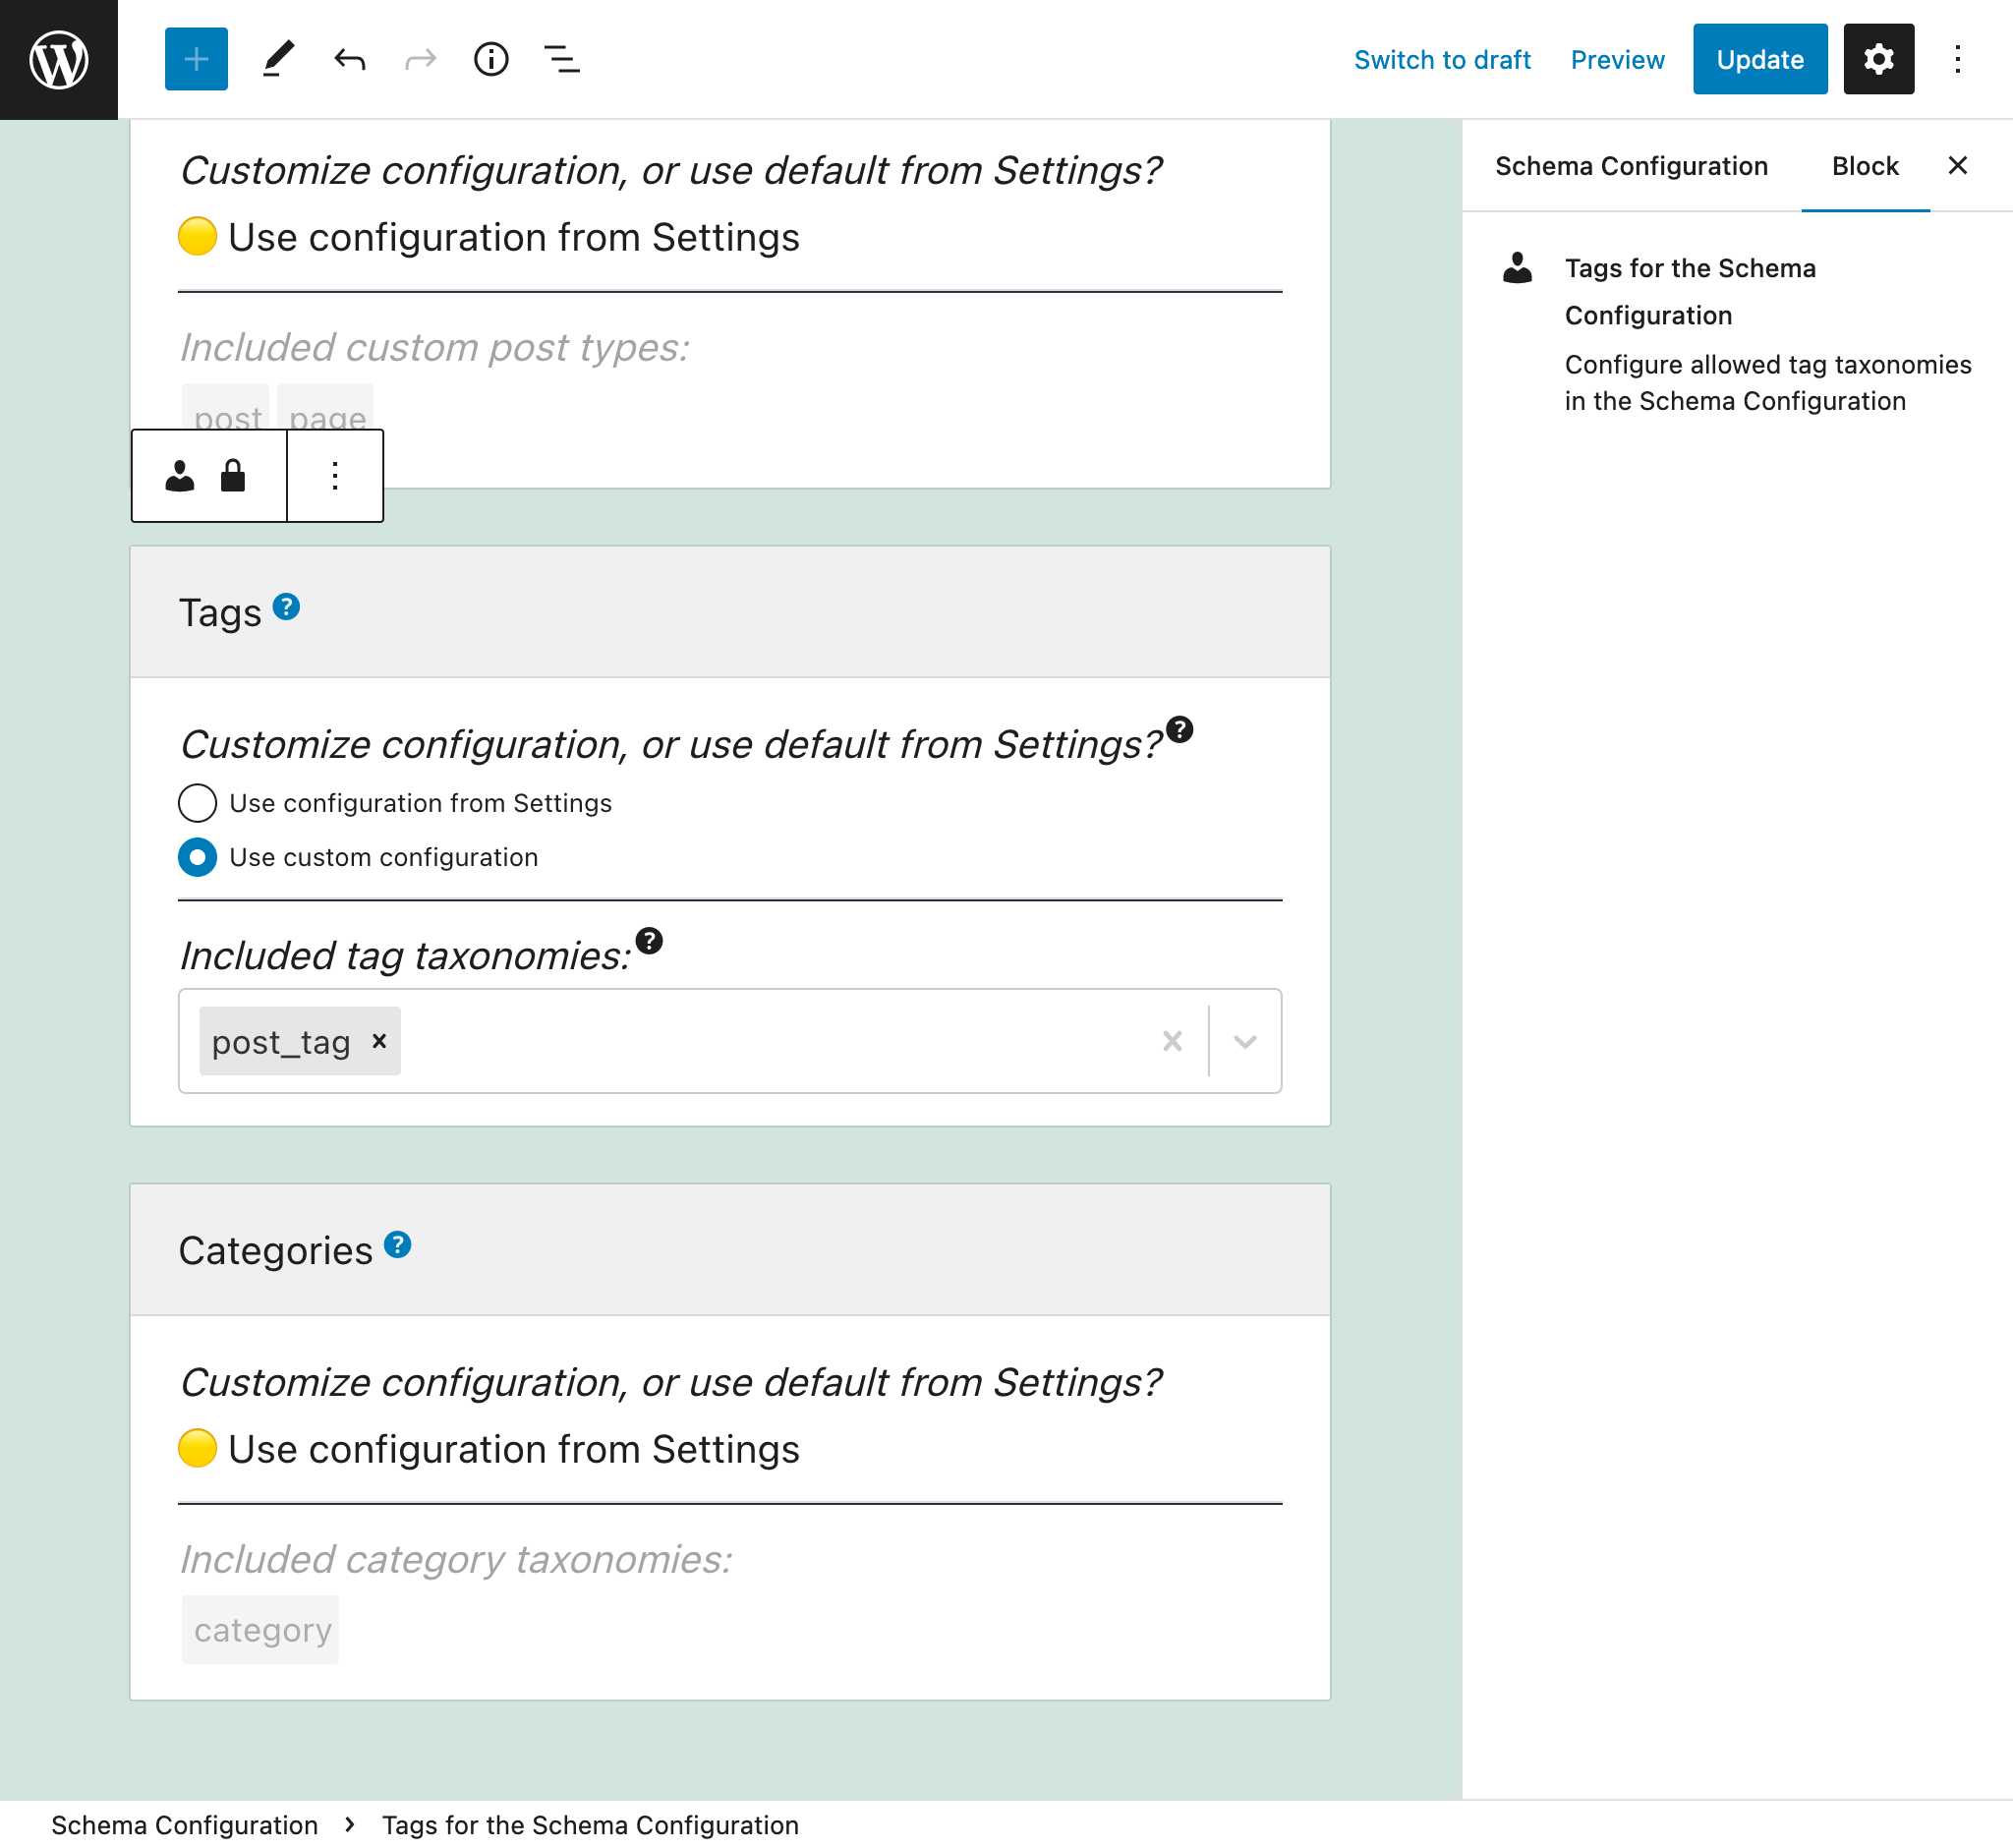 Switch to draft
Preview
Update
Customize configuration, or use default from Settings?
Use configuration from Settings
Included custom post types:
post page
Tags
Customize configuration, or use default from Settings?
Use configuration from Settings
Use custom configuration
Included tag taxonomies:
post_tag
Categories
Customize configuration, or use default from Settings?
Use configuration from Settings
Included category taxonomies:
category
Schema Configuration
Block
Tags for the Schema
Configuration
Configure allowed tag taxonomies
in the Schema Configuration
Schema Configuration › Tags for the Schema Configuration